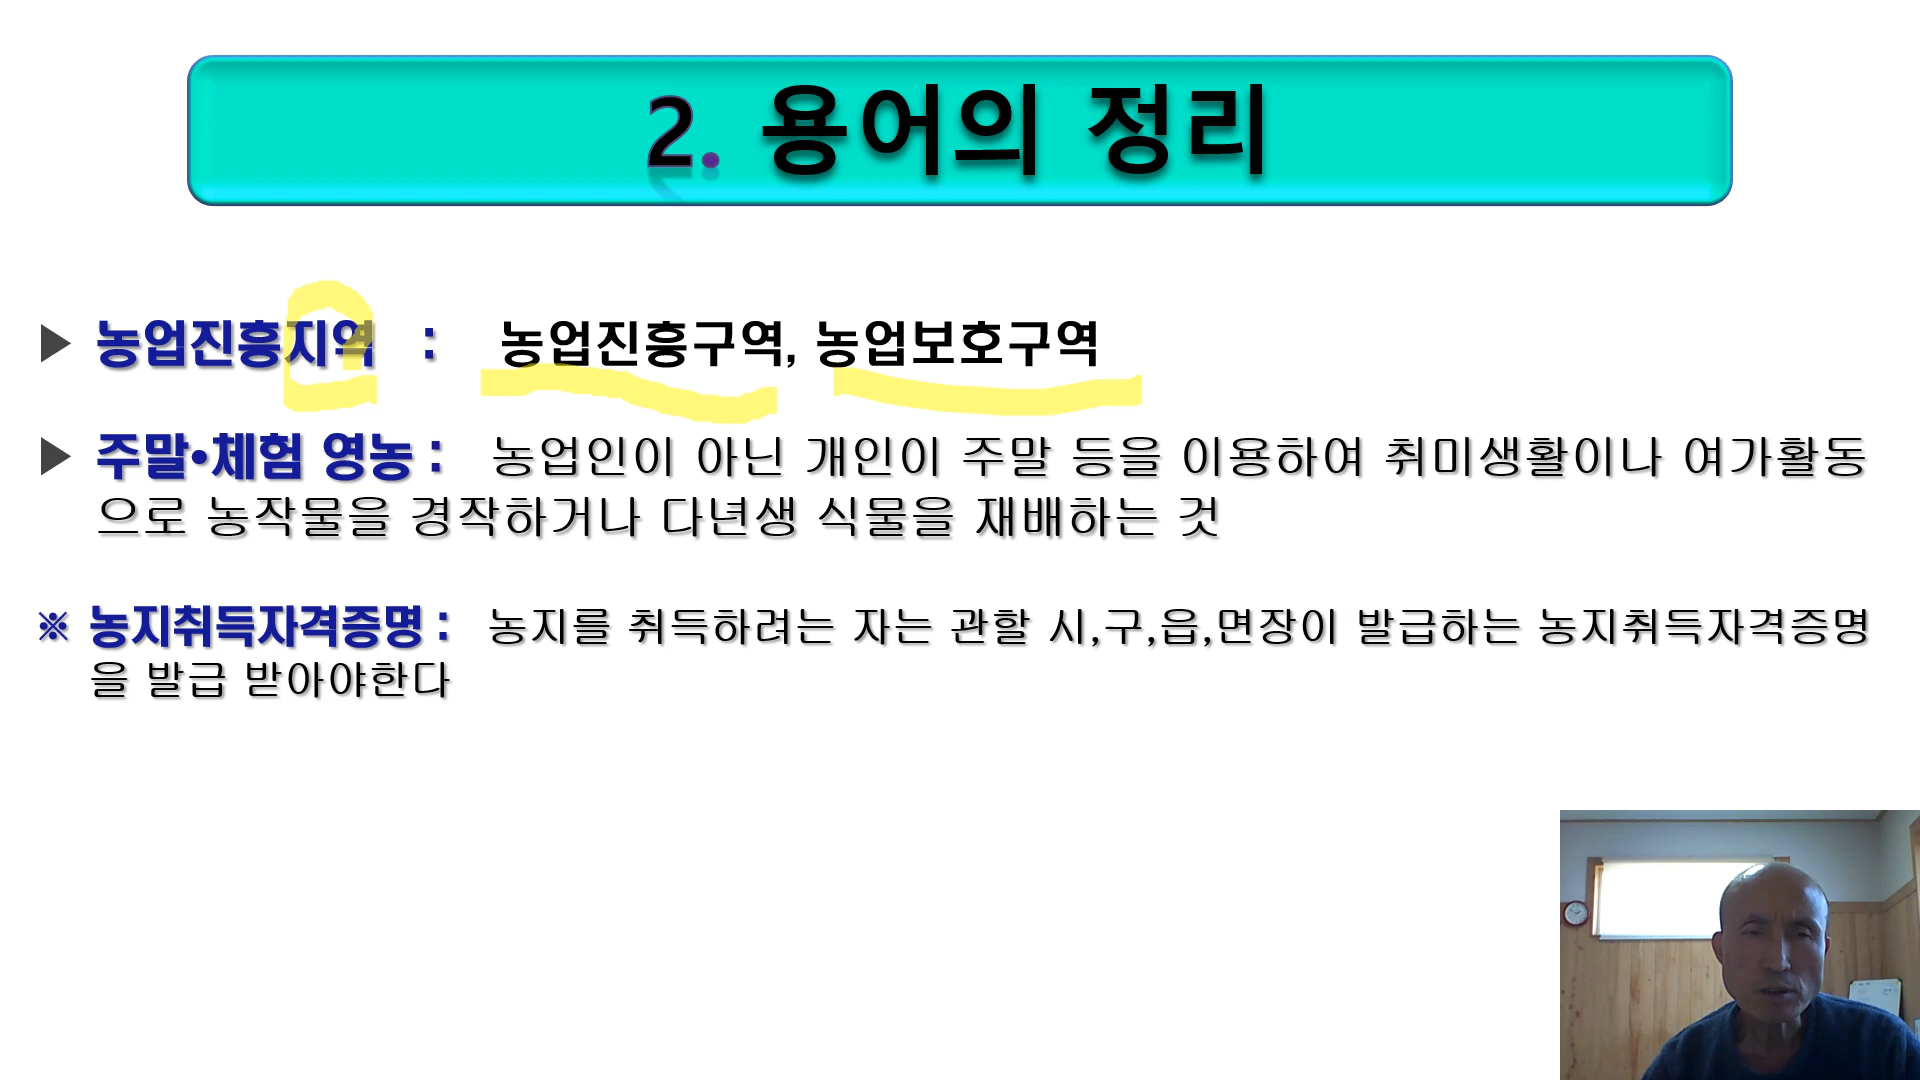 2. 용어의 정리
▶ 농업진흥지역 : 농업진흥구역, 농업보호구역
▶ 주말•체험 영농 : 농업인이 아닌 개인이 주말 등을 이용하여 취미생활이나 여가활동
으로 농작물을 경작하거나 다년생 식물을 재배하는 것
※ 농지취득자격증명 : 농지를 취득하려는 자는 관할 시,구,읍,면장이 발급하는 농지취득자격증명
을 발급 받아야한다